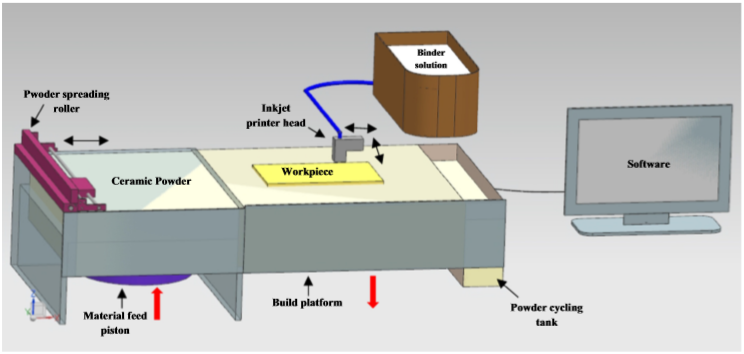 Binder
solution
Pwoder spreading
roller
Inkjet
printer head
Ceramic Powder
Workpiece
Software
Material feed
piston
Build platform
Powder cycling
tank